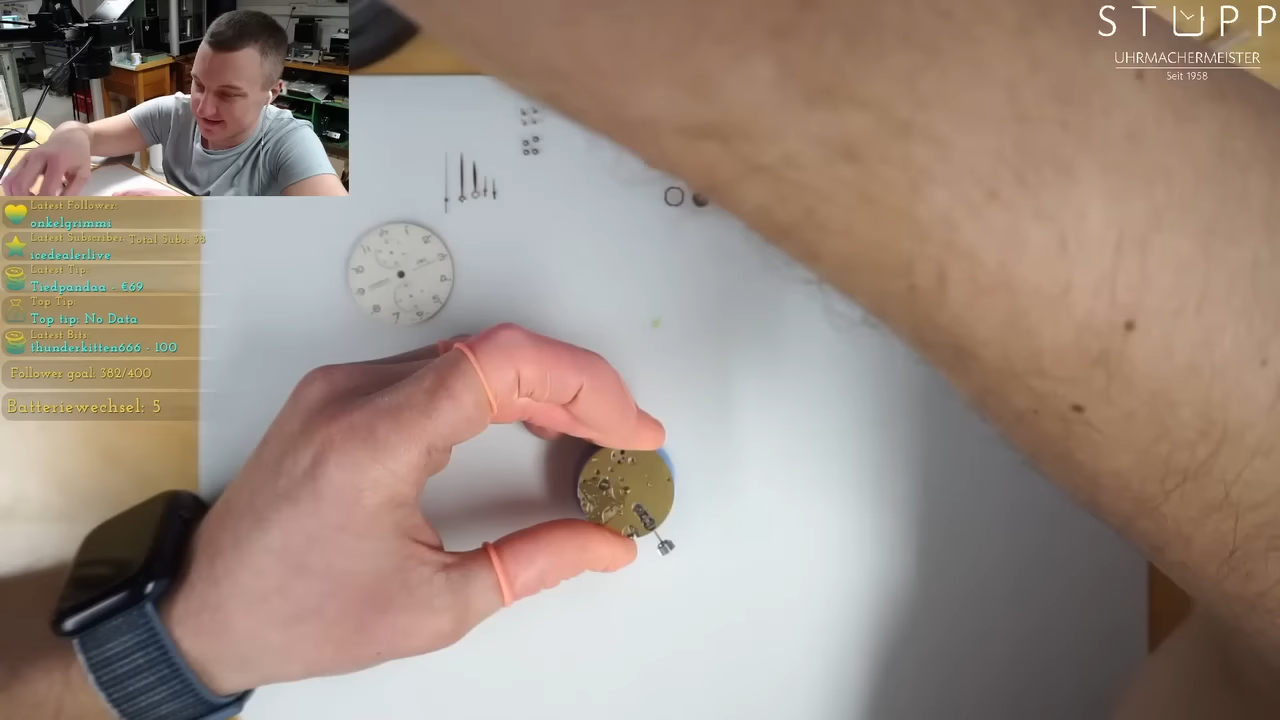 STUPP
UHRMACHERMEISTER
Seit 1958
Latest Follower:
onkelgrimmi
Latest Subscriber: Total Subs: 38
icedealerlive
Latest Tip:
Tiedpandaa - €69
Top Tip:
Top tip: No Data
Latest Bits:
thunderkitten666 - 100
Follower goal: 382/400
Batteriewechsel: 5